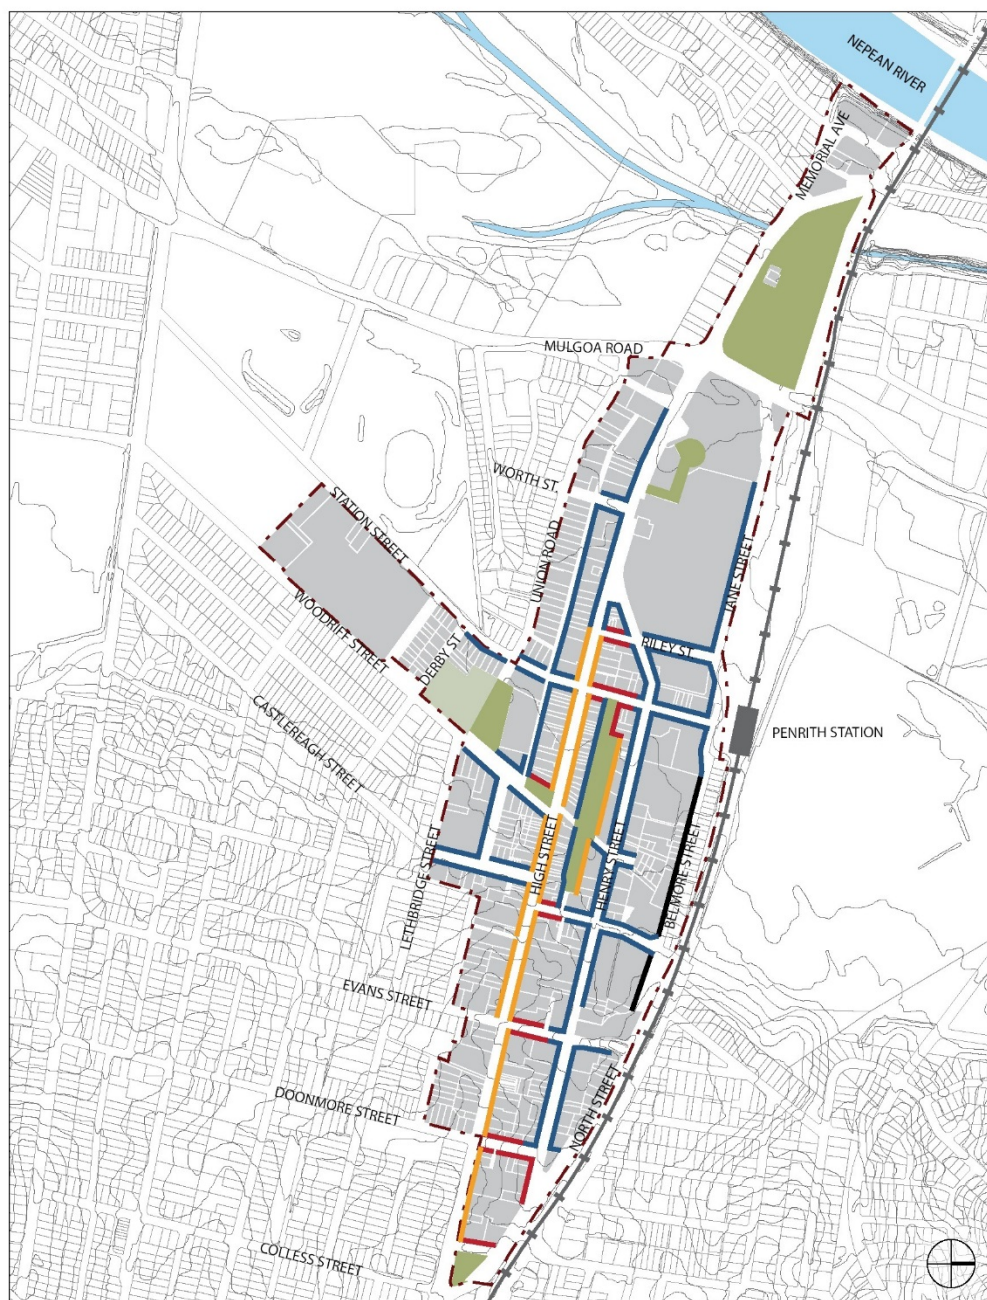 NEPEAN RIVER
MEMORIAL AVE
MULGOA ROAD
WORTH ST.
STATION STREET
UNION ROAD
JANE STREET
WOODRIFF STREET
DERBY ST
RILEY ST.
CASTLEREAGH STREET
PENRITH STATION
LETHBRIDGE STREET
HIGH STREET
HENRY STREET
BELMORE STREET
EVANS STREET
DOONMORE STREET
NORTH STREET
COLLESS STREET